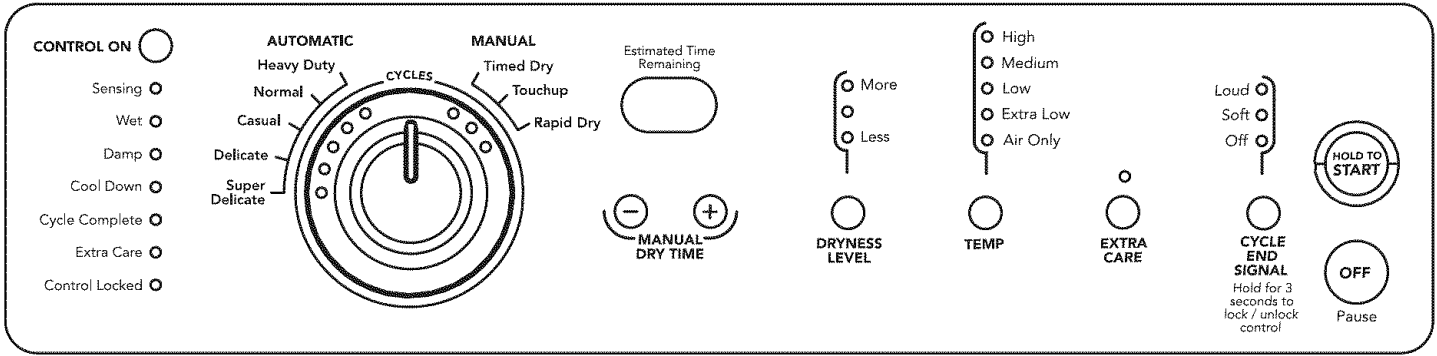 CONTROL ON
Sensing
Wet
Damp
Cool Down
Cycle Complete
Extra Care
Control Locked
AUTOMATIC
Heavy Duty
Normal
Casual
Delicate
Super
Delicate
CYCLES
MANUAL
Timed Dry
Touchup
Rapid Dry
Estimated Time
Remaining
− +
MANUAL
DRY TIME
More
Less
DRYNESS
LEVEL
High
Medium
Low
Extra Low
Air Only
TEMP
EXTRA
CARE
Loud
Soft
Off
CYCLE
END
SIGNAL
Hold for 3
seconds to
lock / unlock
control
HOLD TO
START
OFF
Pause